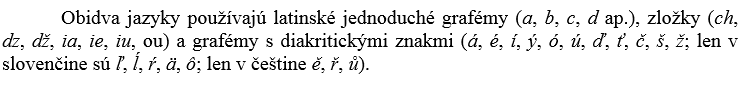 Obidva jazyky používajú latinské jednoduché grafémy (a, b, c, d ap.), zložky (ch,
dz, dž, ia, ie, iu, ou) a grafémy s diakritickými znakmi (á, é, í, ý, ó, ú, ď, ť, č, š, ž; len v
slovenčine sú ľ, ĺ, ŕ, ä, ô; len v češtine ě, ř, ů).